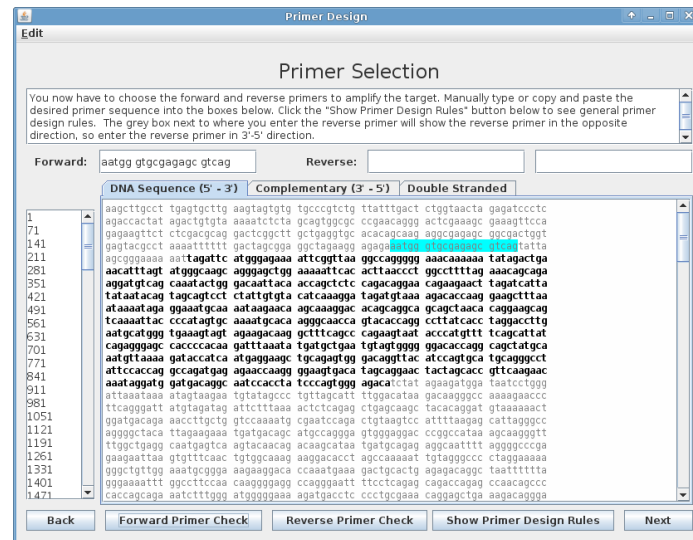 Primer Design
Edit
Primer Selection
You now have to choose the forward and reverse primers to amplify the target. Manually type or copy and paste the
desired primer sequence into the boxes below. Click the "Show Primer Design Rules" button below to see general primer
design rules. The grey box next to where you enter the reverse primer will show the reverse primer in the opposite
direction, so enter the reverse primer in 3'-5' direction.
Forward: aatgg gtgcgagagc gtcag Reverse:
DNA Sequence (5' - 3') Complementary (3' - 5') Double Stranded
1 aagcttgcct tgagtgcttg aagtagtgtg tgcccgtctg ttatttgact ctggtaacta gagatccctc
71 agaccactat agactgtgta aaaatctcta gcagtggcgc ccgaacaggg actcgaaagc gaaagttcca
141 gagaagttct ctcgacgcag gactcggctt gctgaggtgc acacagcaag aggcgagagc ggcgactggt
211 gagtacgcct aaaatttttt gactagcgga ggctagaagg agagaaatgg gtgcgagagc gtcagtatta
281 agcgggaaaa aattagattc atgggagaaa attcggttaa ggccaggggg aaacaaaaaa tatagactga
351 aacatttagt atgggcaagc agggagctgg aaaaattcac acttaaccct ggccttttag aaacagcaga
421 aggatgtcag caaatactgg gacaattaca accagctctc cagacaggaa cagaagaact tagatcatta
491 tataatacag tagcagtcct ctattgtgta catcaaagga tagatgtaaa agacaccaag gaagctttaa
561 ataaaataga ggaaatgcaa aataagaaca agcaaaggac acagcaggca gcagctaaca caggaagcag
631 tcaaaattac cccatagtgc aaaatgcaca agggcaacca gtacaccagg ccttatcacc taggaccttg
701 aatgcatggg tgaaagtagt agaagacaag gctttcagcc cagaagtaat acccatgttt tcagcattat
771 cagagggagc caccccacaa gatttaaata tgatgctgaa tgtagtgggg ggacaccagg cagctatgca
841 aatgttaaaa gataccatca atgaggaagc tgcagagtgg gacaggttac atccagtgca tgcagggcct
911 attccaccag gccagatgag agaaccaagg ggaagtgaca tagcaggaac tactagcacc gttcaagaac
981 aaataggatg gatgacaggc aatccaccta tcccagtggg agacatctat aagaagatgga taatcctggg
1051 attaaataaa atagtaagaa tgtatagccc tgttagcatt ttggacataa gacaagggcc aaaagaaccc
1121 ttcagggatt atgtagatag attctttaaa actctcagag ctgagcaagc tacacaggat gtaaaaaact
1191 ggatgacaga aaccttgctg gtccaaaatg cgaatccaga ctgtaagtcc attttaagag cattagggcc
1261 aggggctaca ttagaagaaa tgatgacagc atgccaggga gtgggaggac ccggccataa agcaagggtt
1331 ttggctgagg caatgagtca agtacaacag acaagcataa tgatgcagag aggcaatttt aggggcccga
1401 gaagaattaa gtgtttcaac tgtggcaaag aaggacacct agccaaaaat tgtagggccc ctaggaaaaa
1471 gggctgttgg aaatgcggga aagaaggaca ccaaatgaaa gactgcactg agagacaggc taatttttta
gggaaaattt ggccttccaa caaggggagg ccagggaatt ttcctcagag cagaccagag ccaacagccc
caccagcaga aatctttggg atgggggaaa agatgacctc ccctgcgaaa caggagctga aagacaggga
Back Forward Primer Check Reverse Primer Check Show Primer Design Rules Next